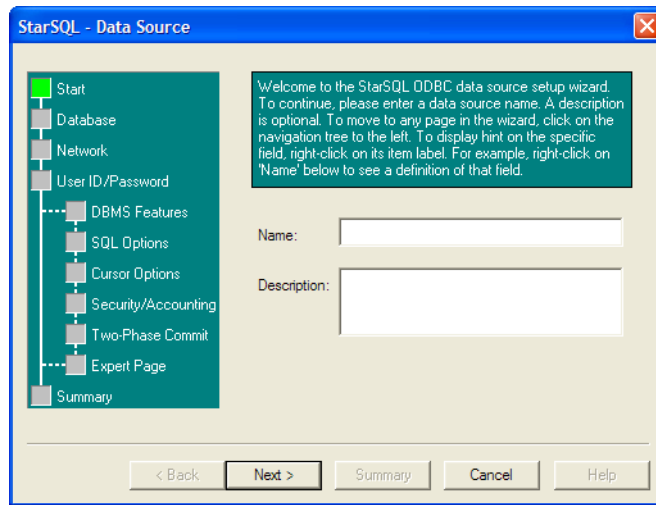 StarSQL - Data Source
Start
Database
Network
User ID/Password
DBMS Features
SQL Options
Cursor Options
Security/Accounting
Two-Phase Commit
Expert Page
Summary
Welcome to the StarSQL ODBC data source setup wizard.
To continue, please enter a data source name. A description
is optional. To move to any page in the wizard, click on the
navigation tree to the left. To display hint on the specific
field, right-click on its item label. For example, right-click on
'Name' below to see a definition of that field.
Name:
Description:
< Back
Next >
Summary
Cancel
Help